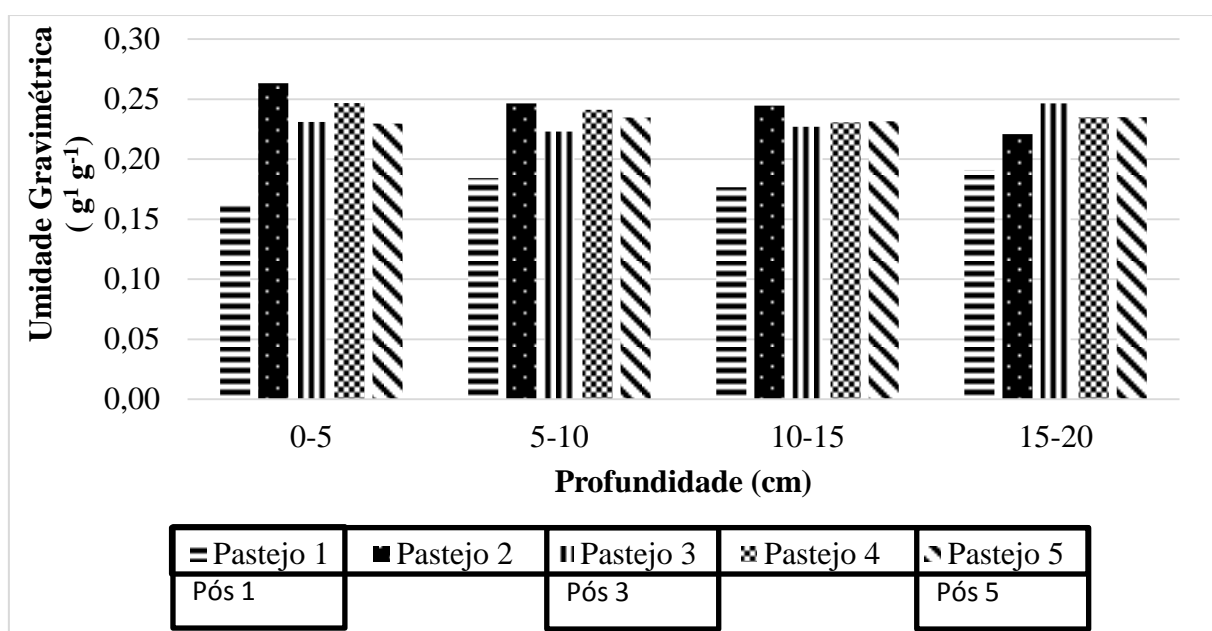 0,30
0,25
0,20
0,15
0,10
0,05
0,00
Umidade Gravimétrica
( g¹ g⁻¹)
0-5 5-10 10-15 15-20
Profundidade (cm)
Pastejo 1 Pastejo 2 Pastejo 3 Pastejo 4 Pastejo 5
Pós 1 Pós 3 Pós 5